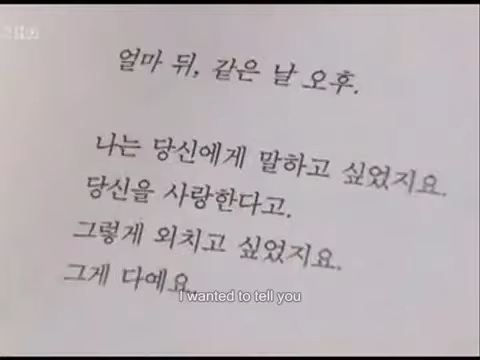 얼마 뒤, 같은 날 오후.
나는 당신에게 말하고 싶었지요.
당신을 사랑한다고.
그렇게 외치고 싶었지요.
그게 다예요.
I wanted to tell you